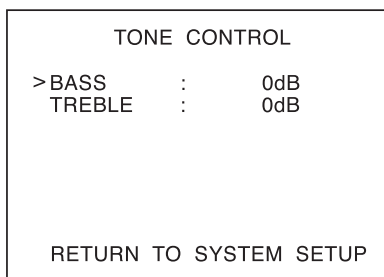 TONE CONTROL
>BASS : 0dB
TREBLE : 0dB
RETURN TO SYSTEM SETUP